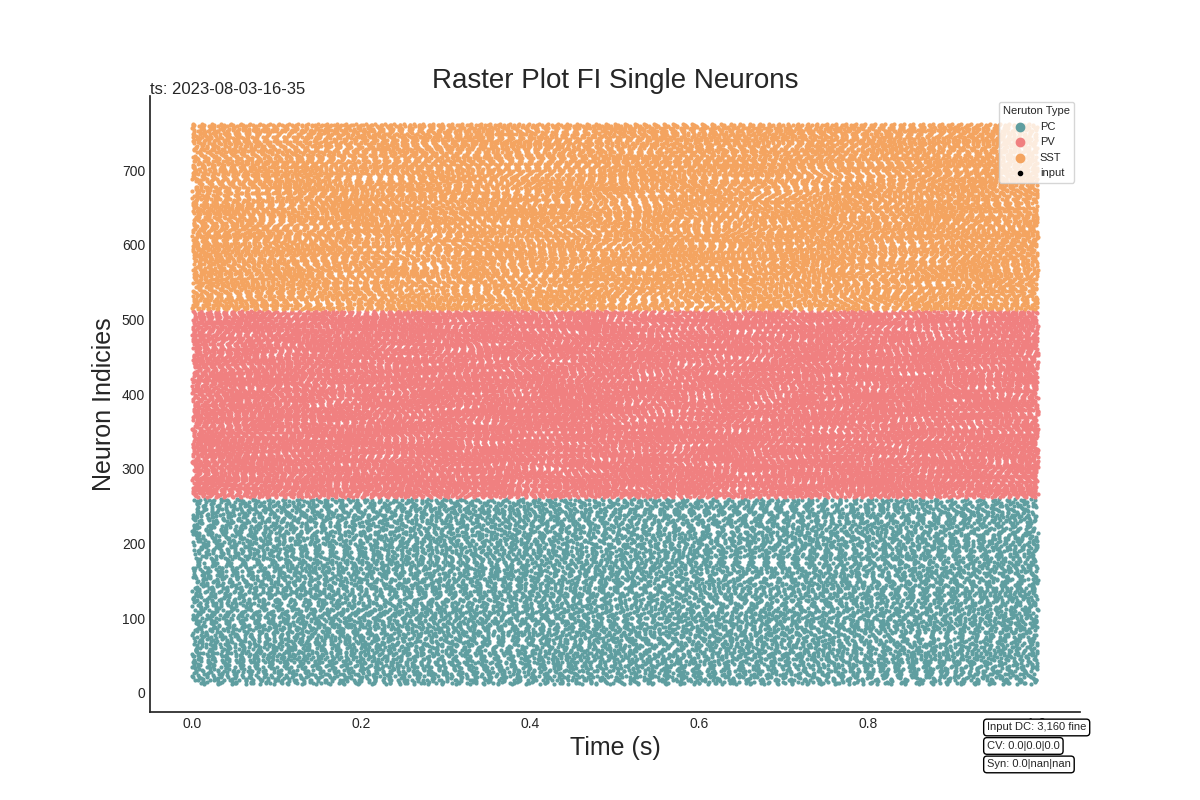 Raster Plot FI Single Neurons
ts: 2023-08-03-16-35
Neruton Type
PC
PV
SST
input
Neuron Indicies
700
600
500
400
300
200
100
0
0.0 0.2 0.4 0.6 0.8
Time (s)
Input DC: 3,160 fine
CV: 0.0|0.0|0.0
Syn: 0.0|nan|nan